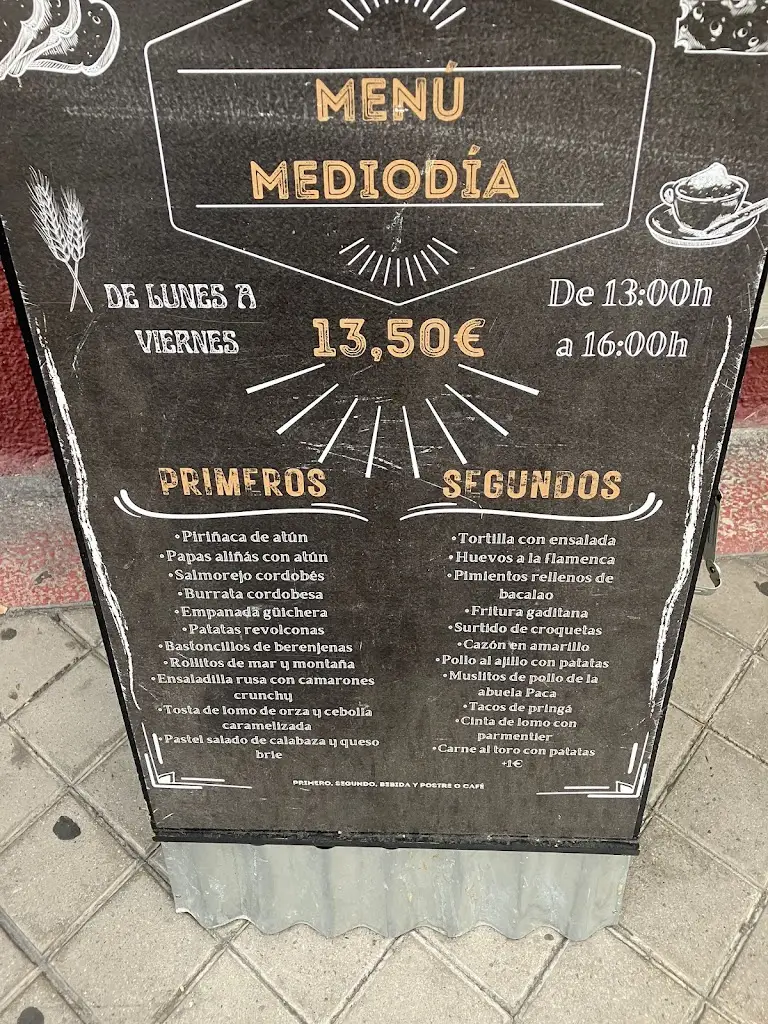 MENÚ
MEDIODÍA
DE LUNES A
VIERNES
13,50€
De 13:00h
a 16:00h
PRIMEROS
•Piriñaca de atún
•Papas aliñás con atún
•Salmorejo cordobés
•Burrata cordobesa
•Empanada güichera
•Patatas revolconas
•Bastoncillos de berenjenas
•Rollitos de mar y montaña
•Ensaladilla rusa con camarones
crunchy
•Tosta de lomo de orza y cebolla
caramelizada
•Pastel salado de calabaza y queso
brie
SEGUNDOS
•Tortilla con ensalada
•Huevos a la flamenca
•Pimientos rellenos de
bacalao
•Fritura gaditana
•Surtido de croquetas
•Cazón en amarillo
•Pollo al ajillo con patatas
•Muslitos de pollo de la
abuela Paca
•Tacos de pringá
•Cinta de lomo con
parmentier
•Carne al toro con patatas
+1€
PRIMERO, SEGUNDO, BEBIDA Y POSTRE O CAFÉ